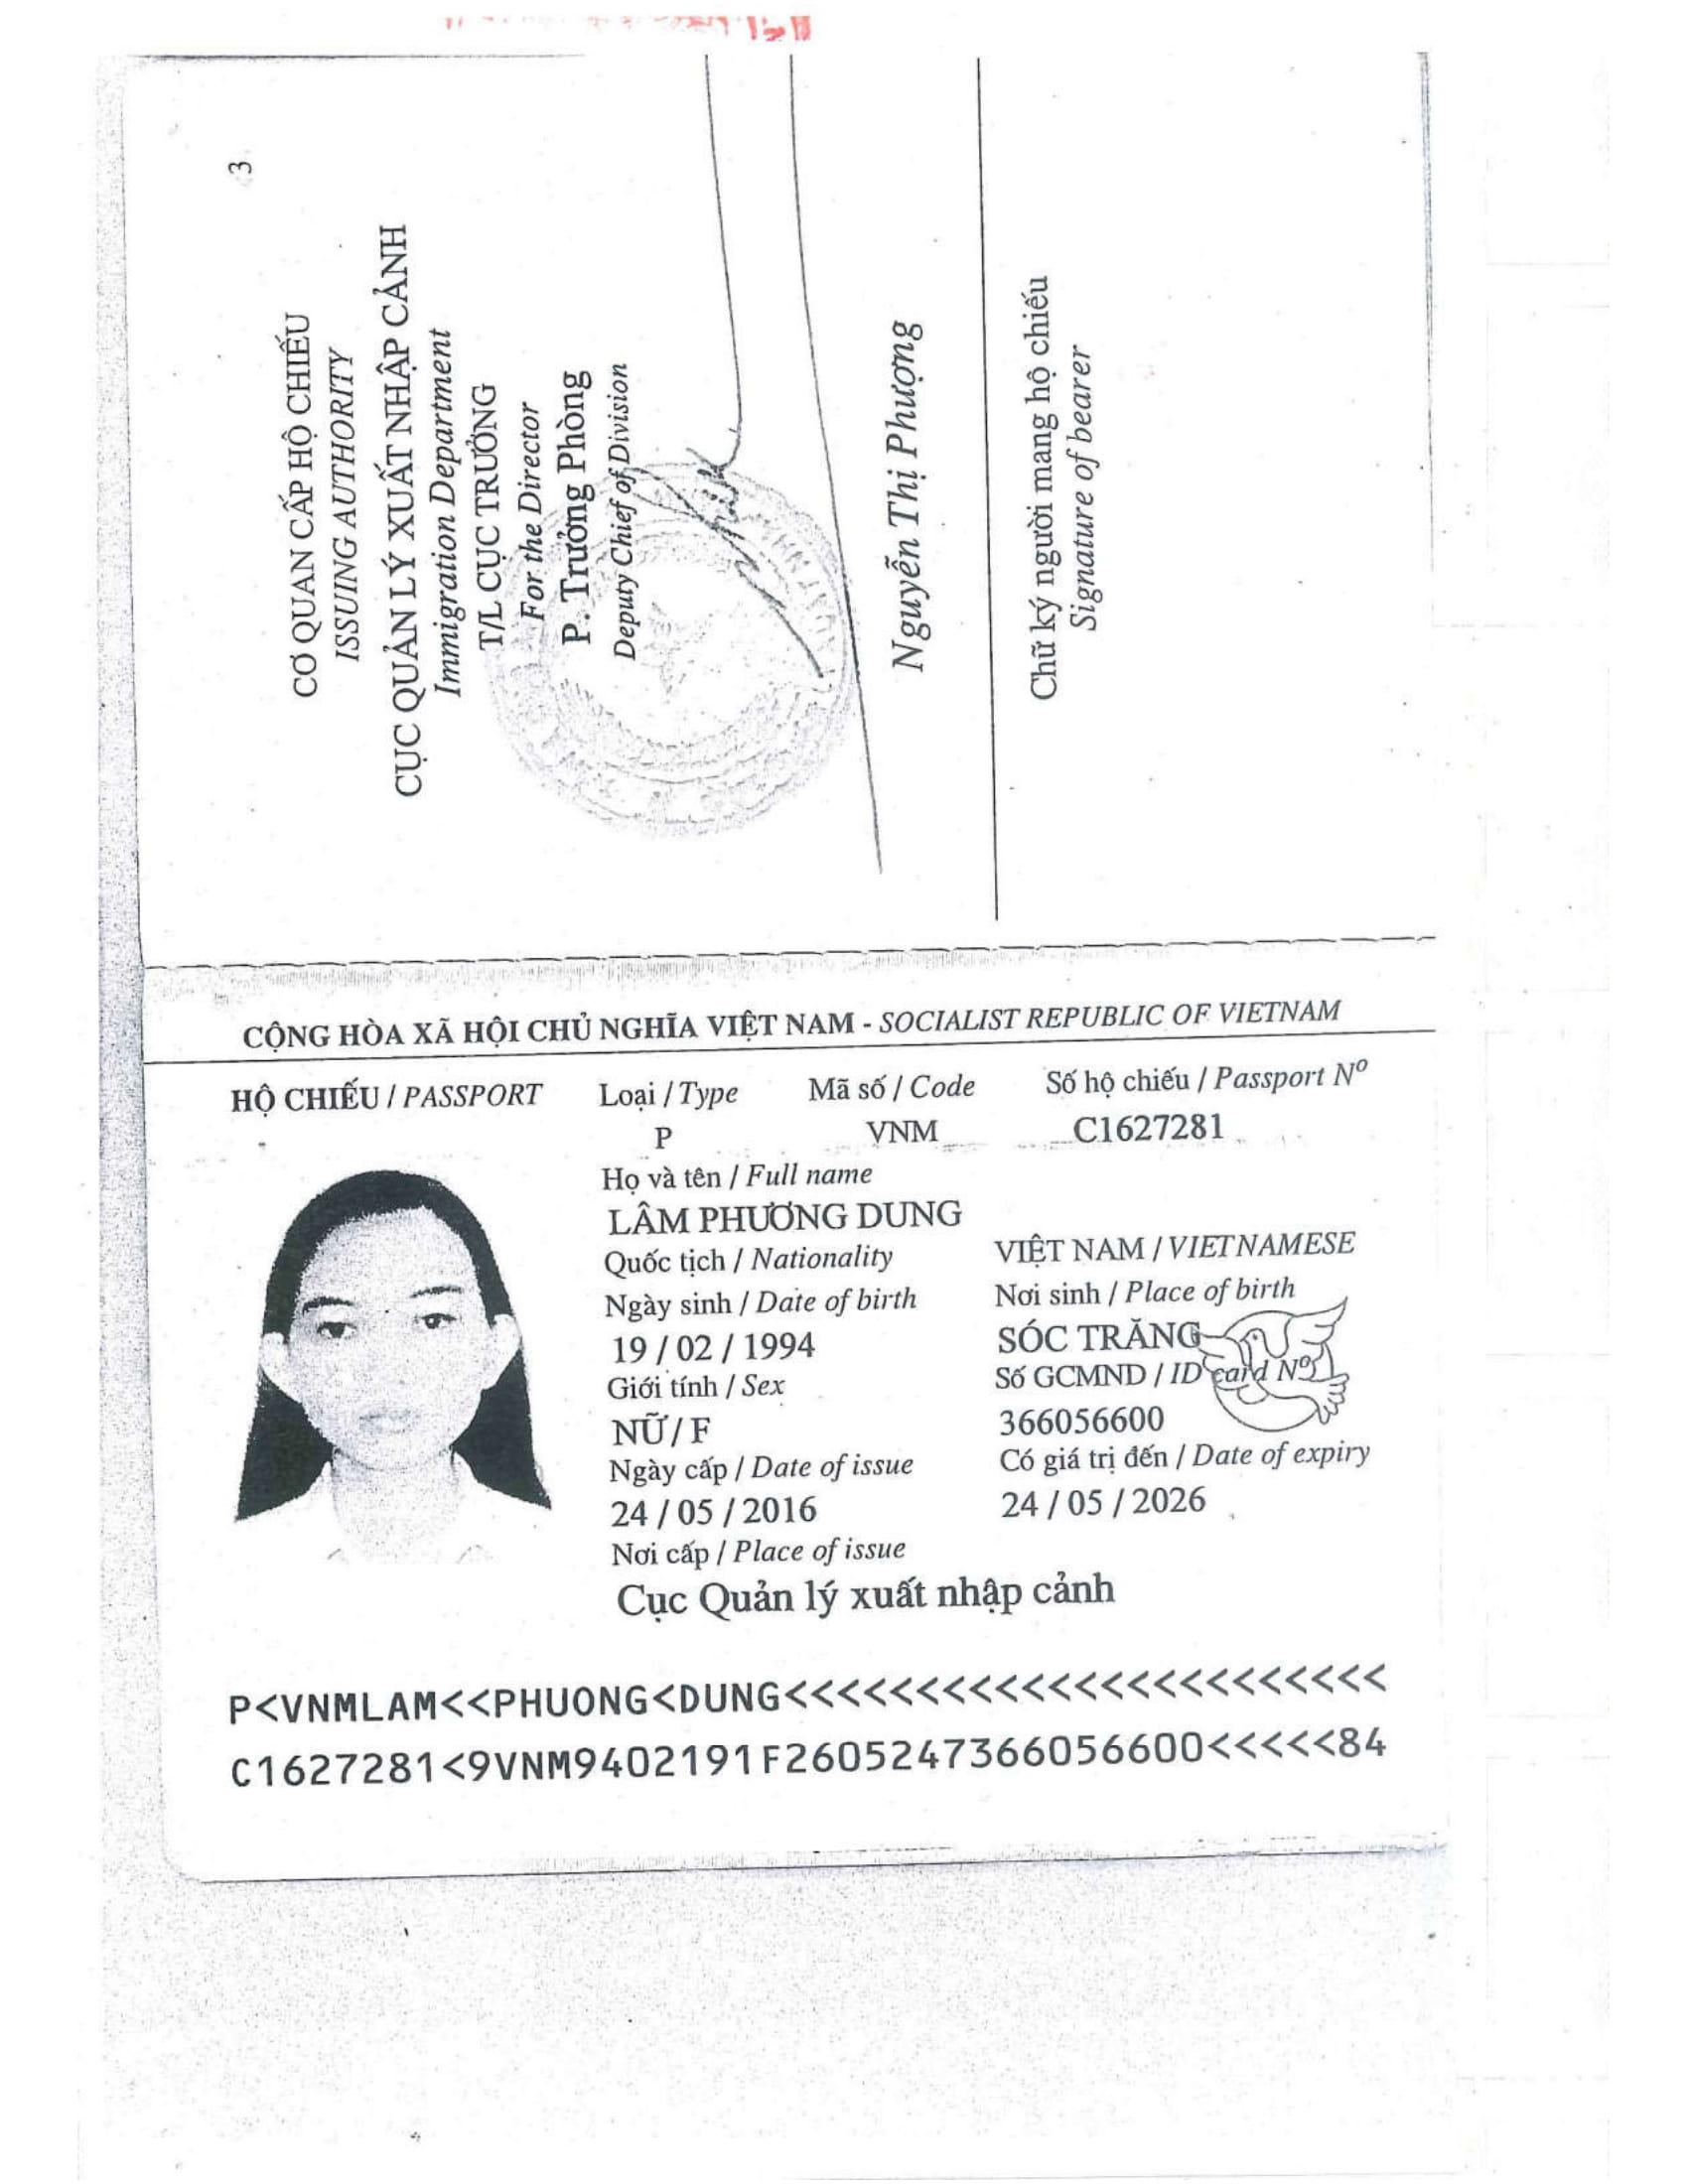 3
CƠ QUAN CẤP HỘ CHIẾU
ISSUING AUTHORITY
CỤC QUẢN LÝ XUẤT NHẬP CẢNH
Immigration Department
T/L CỤC TRƯỞNG
For the Director
P. Trưởng Phòng
Deputy Chief of Division
Nguyễn Thị Phượng
Chữ ký người mang hộ chiếu
Signature of bearer
CỘNG HÒA XÃ HỘI CHỦ NGHĨA VIỆT NAM - SOCIALIST REPUBLIC OF VIETNAM
HỘ CHIẾU / PASSPORT Loại / Type Mã số / Code Số hộ chiếu / Passport Nº
P VNM C1627281
Họ và tên / Full name
LÂM PHƯƠNG DUNG
Quốc tịch / Nationality VIỆT NAM / VIETNAMESE
Ngày sinh / Date of birth Nơi sinh / Place of birth
19 / 02 / 1994 SÓC TRĂNG
Giới tính / Sex Số GCMND / ID card Nº
NỮ / F 366056600
Ngày cấp / Date of issue Có giá trị đến / Date of expiry
24 / 05 / 2016 24 / 05 / 2026
Nơi cấp / Place of issue
Cục Quản lý xuất nhập cảnh
P<VNMLAM<<PHUONG<DUNG<<<<<<<<<<<<<<<<<<<<<<<
C1627281<9VNM9402191F2605247366056600<<<<<84